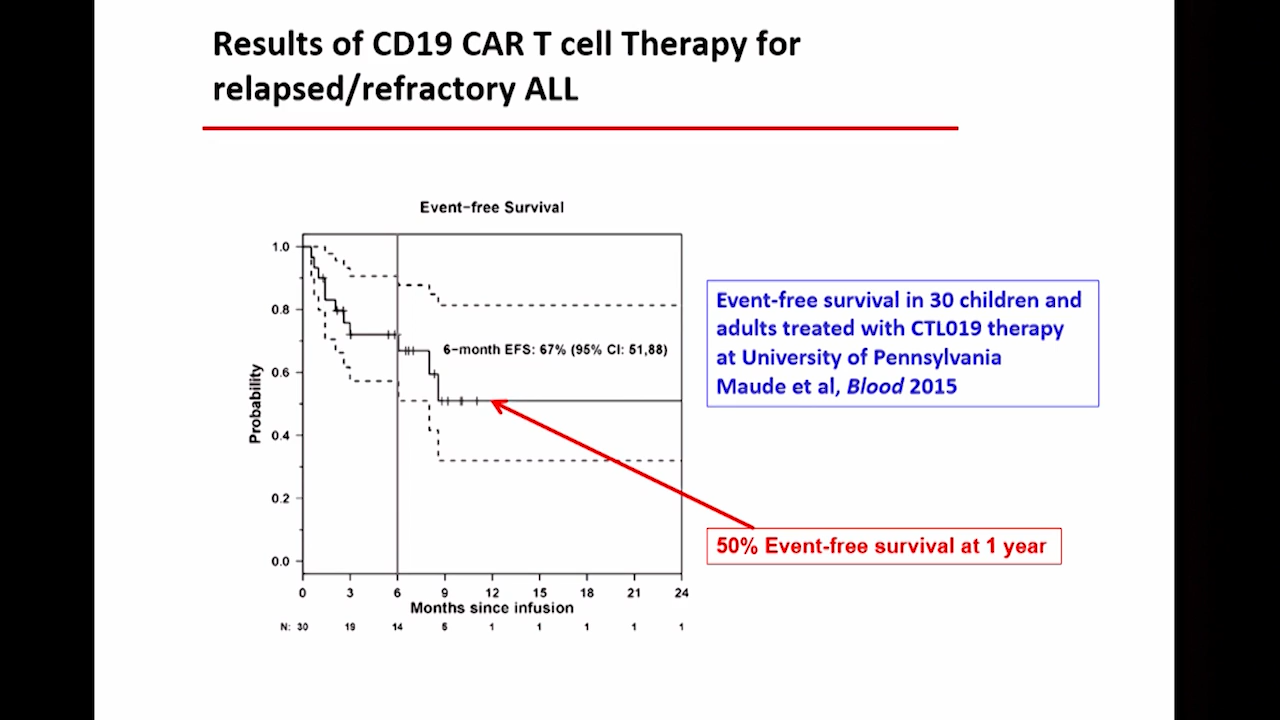 Results of CD19 CAR T cell Therapy for
relapsed/refractory ALL
Event-free Survival
1.0
0.8
0.6
0.4
0.2
0.0
Probability
6-month EFS: 67% (95% CI: 51,88)
0 3 6 9 12 15 18 21 24
Months since infusion
N: 30 19 14 5 1 1 1 1 1
Event-free survival in 30 children and
adults treated with CTL019 therapy
at University of Pennsylvania
Maude et al, Blood 2015
50% Event-free survival at 1 year